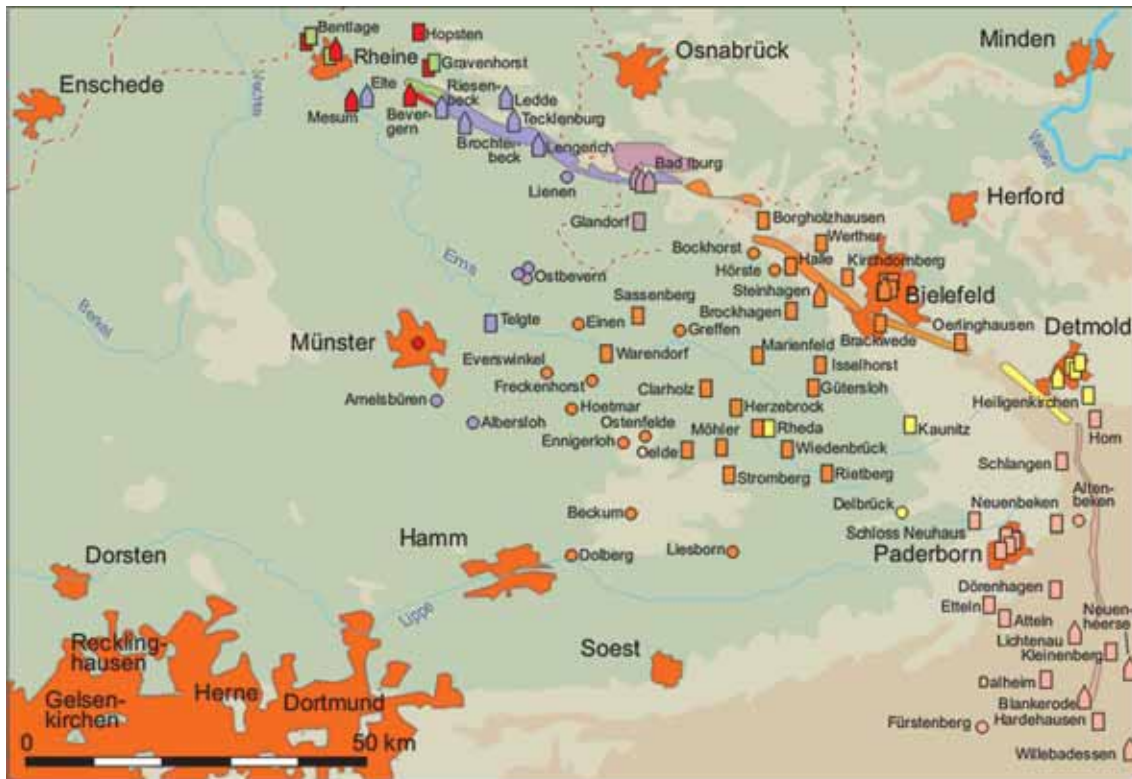 Bentlage
Hopsten
Osnabrück
Minden
Rheine
Gravenhorst
Enschede
Elte
Riesen-
beck
Ledde
Mesum
Bever-
gern
Tecklenburg
Vechte
Brochter-
beck
Lengerich
Bad Iburg
Weser
Lienen
Herford
Glandorf
Borgholzhausen
Werther
Bockhorst
Halle
Kirchdornberg
Ems
Hörste
Ostbevern
Steinhagen
Bielefeld
Berkel
Sassenberg
Brockhagen
Oerlinghausen
Telgte
Einen
Greffen
Brackwede
Detmold
Münster
Marienfeld
Everswinkel
Warendorf
Isselhorst
Freckenhorst
Clarholz
Gütersloh
Heiligenkirchen
Amelsbüren
Hoetmar
Herzebrock
Albersloh
Ostenfelde
Möhler
Rheda
Kaunitz
Horn
Ennigerloh
Oelde
Wiedenbrück
Schlangen
Stromberg
Rietberg
Alten-
beken
Delbrück
Neuenbeken
Beckum
Schloss Neuhaus
Hamm
Dorsten
Dolberg
Liesborn
Paderborn
Dörenhagen
Lippe
Etteln
Atteln
Neuen-
heerse
Lichtenau
Reckling-
hausen
Soest
Kleinenberg
Herne
Gelsen-
kirchen
Dortmund
Dalheim
Blankerode
Fürstenberg
Hardehausen
0
50 km
Willebadessen